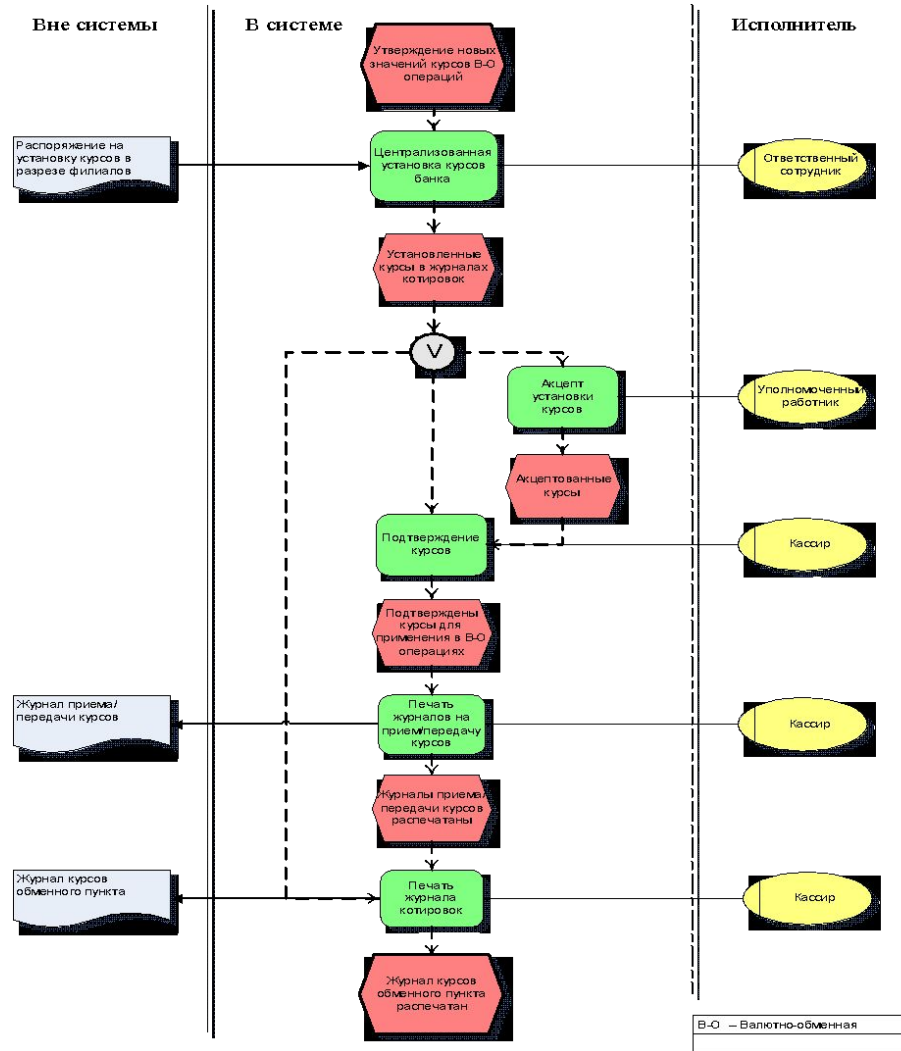 Вне системы
В системе
Исполнитель
Утверждение новых
значений курсов В-О
операций
Распоряжение на
установку курсов в
разрезе филиалов
Централизованная
установка курсов
банка
Ответственный
сотрудник
Установленные
курсы в журналах
котировок
V
Акцепт
установки
курсов
Уполномоченный
работник
Акцептованные
курсы
Подтверждение
курсов
Кассир
Подтверждены
курсы для
применения в В-О
операциях
Журнал приема/
передачи курсов
Печать
журналов на
прием/передачу
курсов
Кассир
Журналы приема/
передачи курсов
распечатаны
Журнал курсов
обменного пункта
Печать
журнала
котировок
Кассир
Журнал курсов
обменного пункта
распечатан
В-О – Валютно-обменная